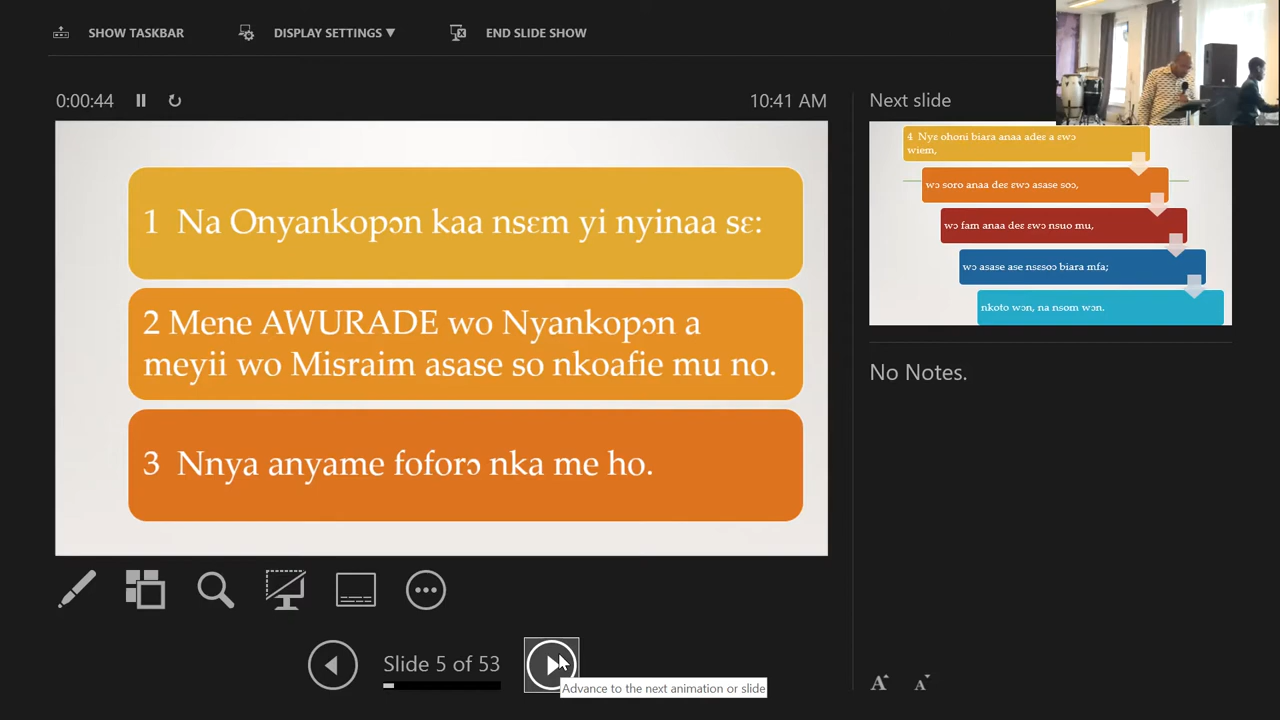 SHOW TASKBAR
DISPLAY SETTINGS ▼
END SLIDE SHOW
0:00:44
10:41 AM
1 Na Onyankopɔn kaa nsɛm yi nyinaa sɛ:
2 Mene AWURADE wo Nyankopɔn a
meyii wo Misraim asase so nkoafie mu no.
3 Nnya anyame foforɔ nka me ho.
Next slide
4 Nyɛ ohoni biara anaa adeɛ a ɛwɔ
wiem,
wɔ soro anaa deɛ ɛwɔ asase soɔ,
wɔ fam anaa deɛ ɛwɔ nsuo mu,
wɔ asase ase nsɛsoɔ biara mfa;
nkoto wɔn, na nsom wɔn.
No Notes.
Slide 5 of 53
Advance to the next animation or slide
A A